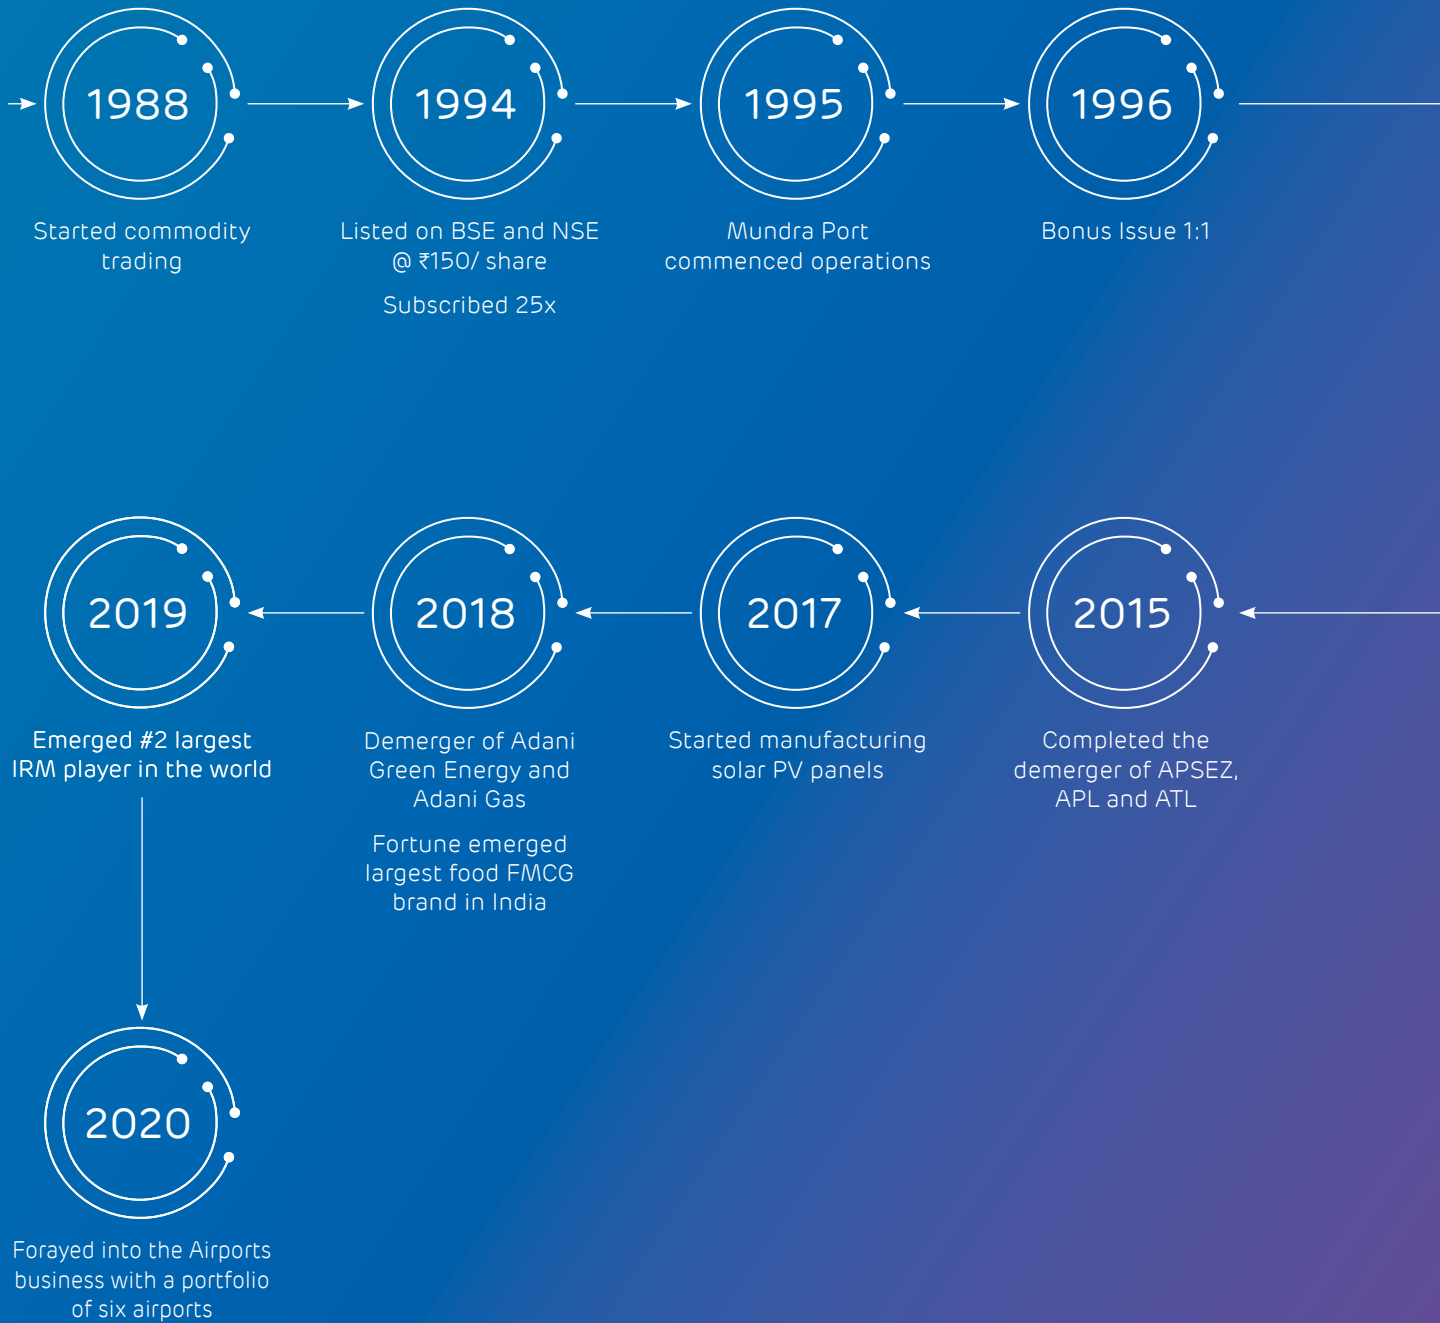 1988
Started commodity
trading
1994
Listed on BSE and NSE
@ ₹150/ share
Subscribed 25x
1995
Mundra Port
commenced operations
1996
Bonus Issue 1:1
2015
Completed the
demerger of APSEZ,
APL and ATL
2017
Started manufacturing
solar PV panels
2018
Demerger of Adani
Green Energy and
Adani Gas
Fortune emerged
largest food FMCG
brand in India
2019
Emerged #2 largest
IRM player in the world
2020
Forayed into the Airports
business with a portfolio
of six airports